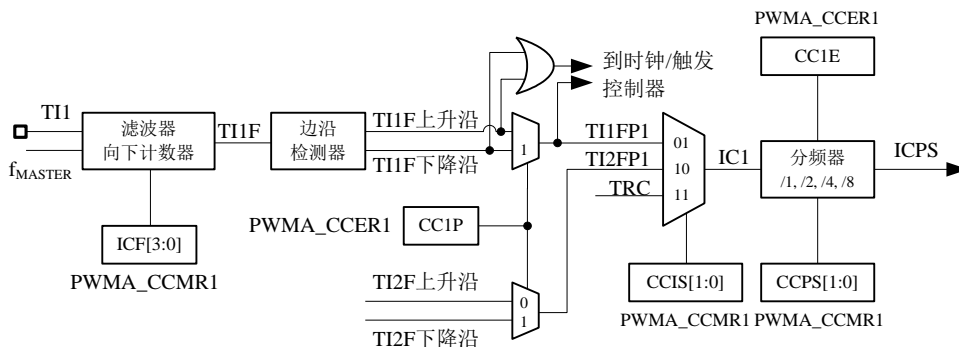 PWMA_CCER1
CC1E
到时钟/触发
控制器
TI1
滤波器
向下计数器
TI1F
边沿
检测器
TI1F上升沿
TI1F下降沿
1
TI1FP1
TI2FP1
TRC
01
10
11
IC1
分频器
/1, /2, /4, /8
ICPS
fMASTER
PWMA_CCER1
CC1P
ICF[3:0]
PWMA_CCMR1
TI2F上升沿
TI2F下降沿
0
1
CCIS[1:0]
PWMA_CCMR1
CCPS[1:0]
PWMA_CCMR1